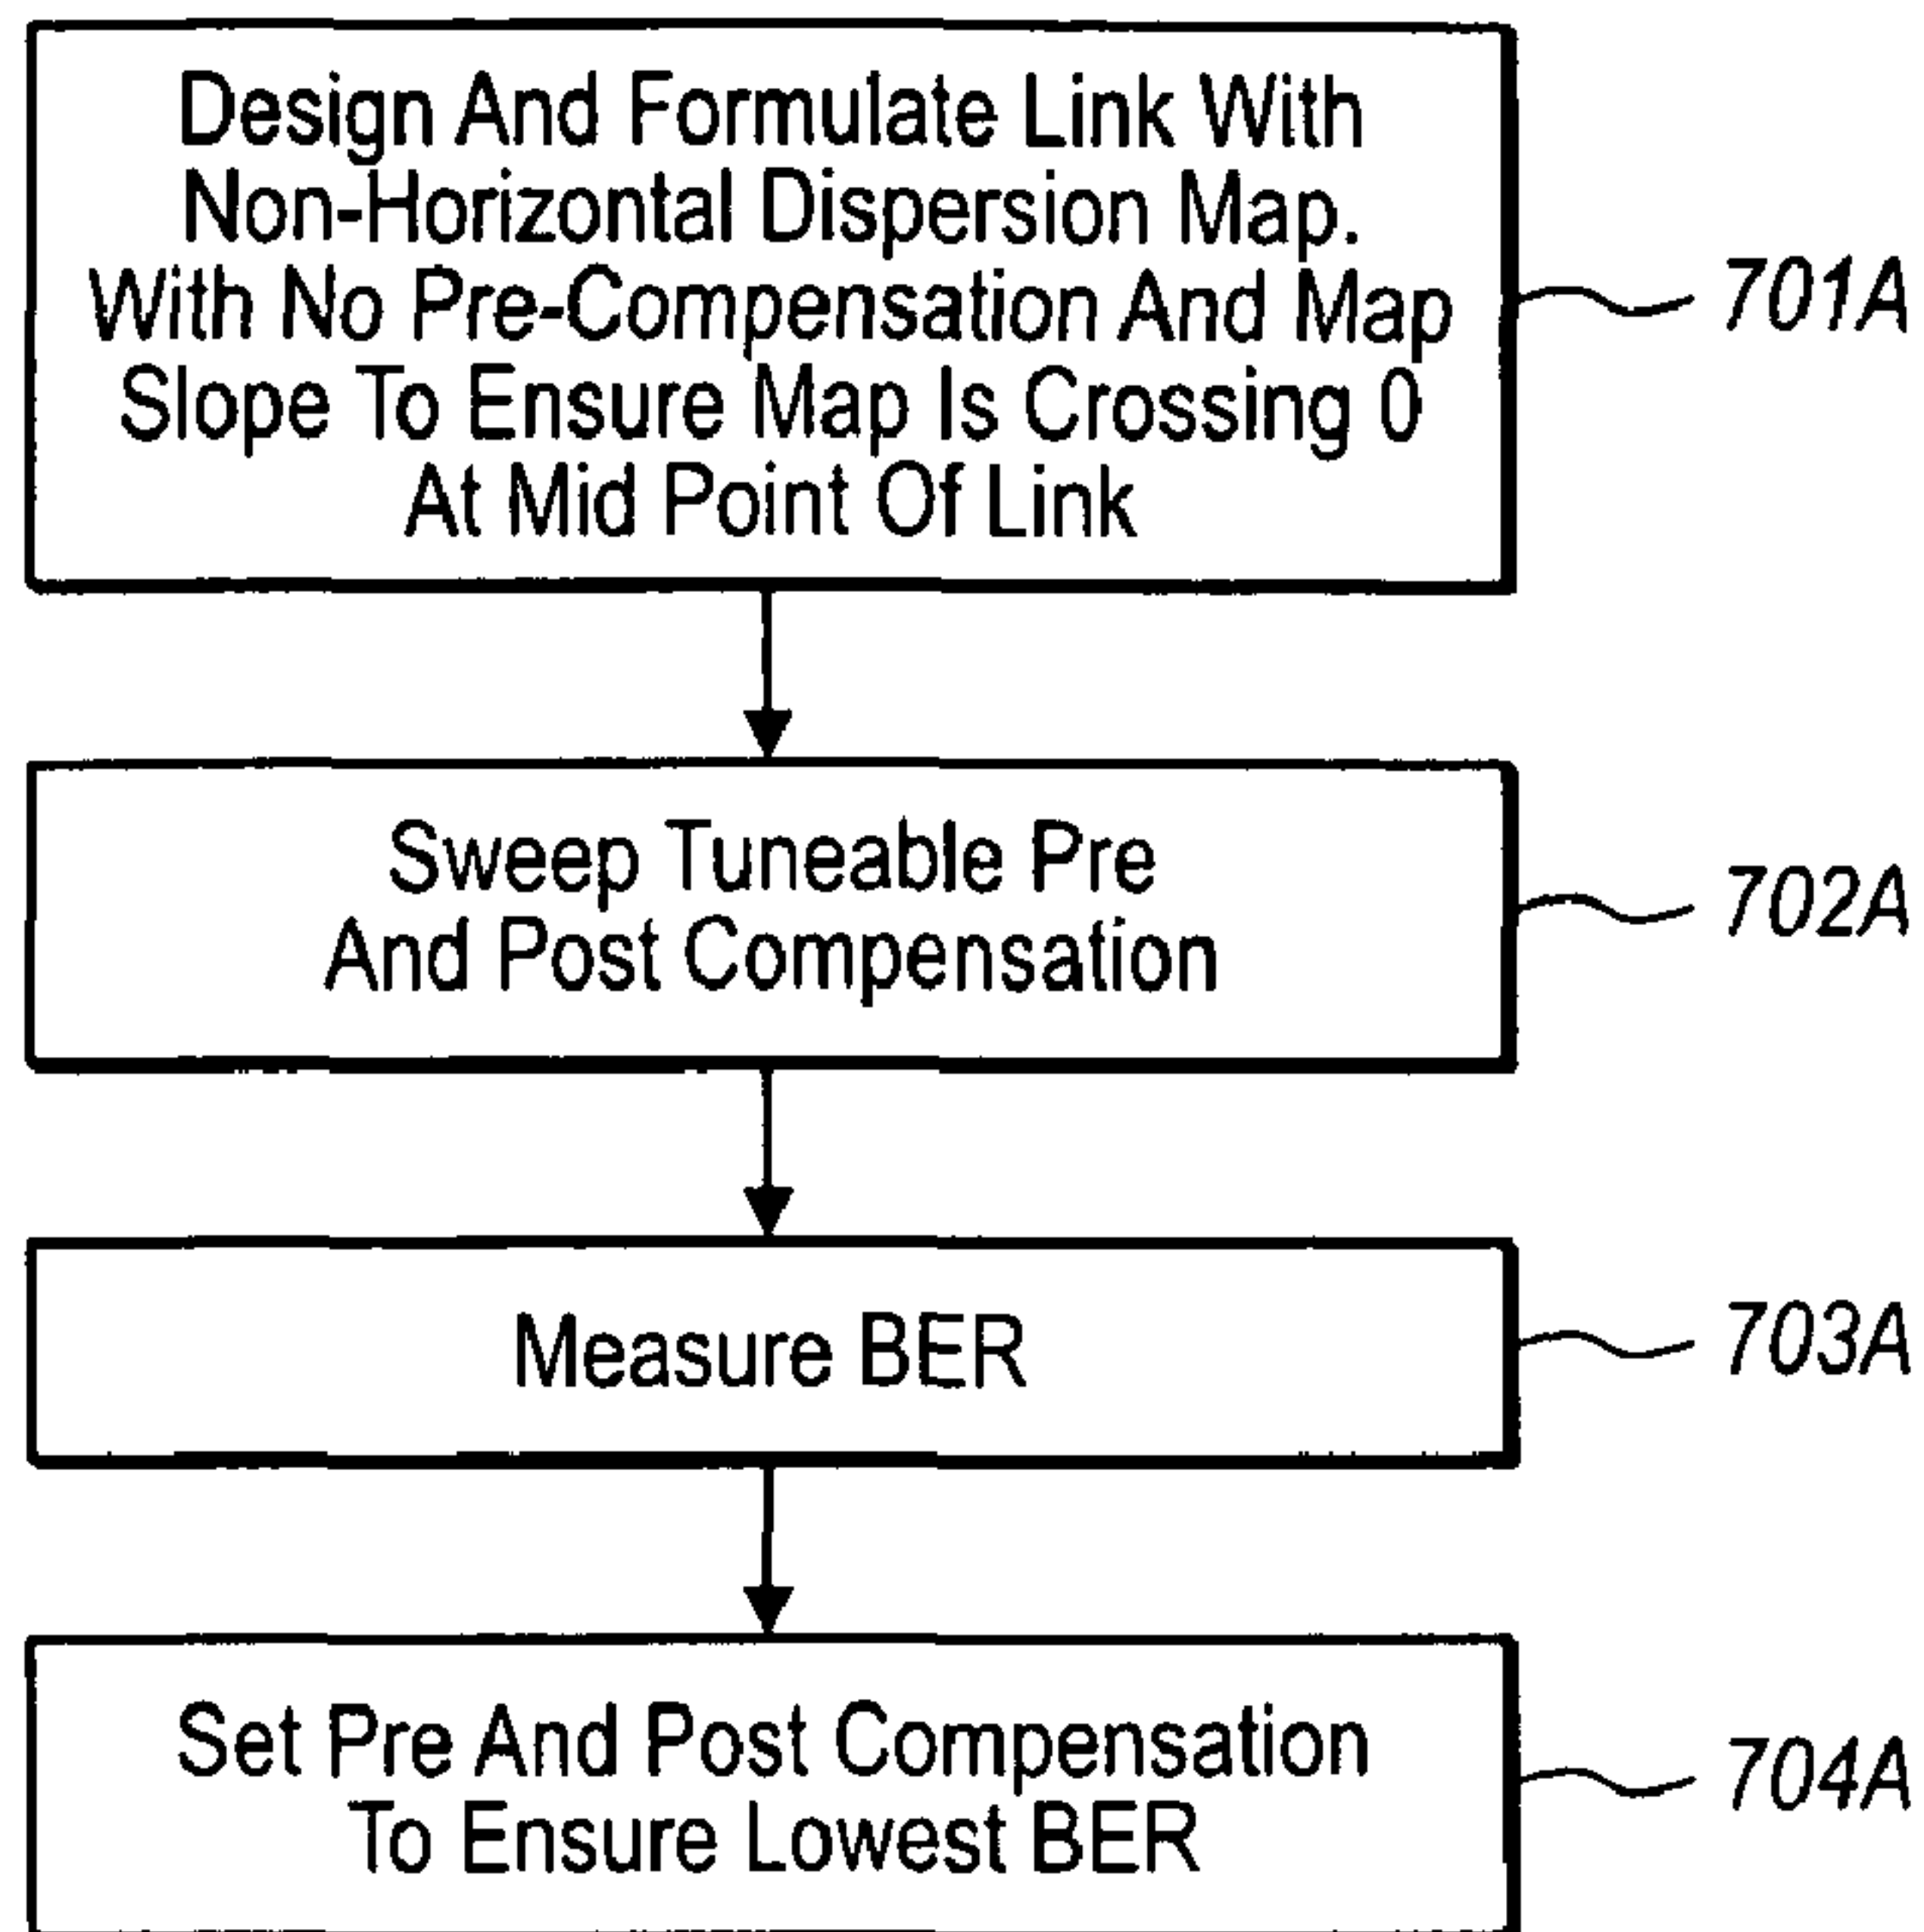 Design And Formulate Link With
Non-Horizontal Dispersion Map.
With No Pre-Compensation And Map
Slope To Ensure Map Is Crossing 0
At Mid Point Of Link
701A
Sweep Tuneable Pre
And Post Compensation
702A
Measure BER
703A
Set Pre And Post Compensation
To Ensure Lowest BER
704A